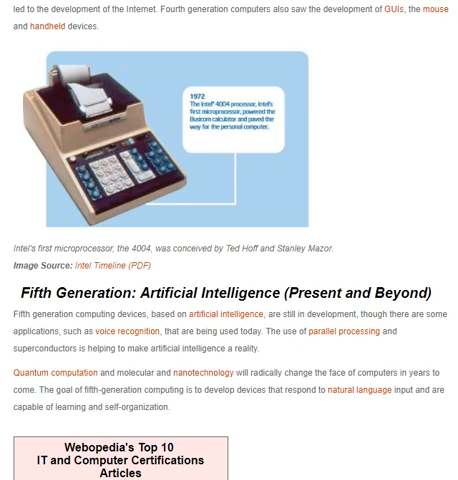 led to the development of the Internet. Fourth generation computers also saw the development of GUIs, the mouse
and handheld devices.
1972
The Intel® 4004 processor, Intel's
first microprocessor, powered the
Busicom calculator and paved the
way for the personal computer.
Intel's first microprocessor, the 4004, was conceived by Ted Hoff and Stanley Mazor.
Image Source: Intel Timeline (PDF)
Fifth Generation: Artificial Intelligence (Present and Beyond)
Fifth generation computing devices, based on artificial intelligence, are still in development, though there are some
applications, such as voice recognition, that are being used today. The use of parallel processing and
superconductors is helping to make artificial intelligence a reality.
Quantum computation and molecular and nanotechnology will radically change the face of computers in years to
come. The goal of fifth-generation computing is to develop devices that respond to natural language input and are
capable of learning and self-organization.
Webopedia's Top 10
IT and Computer Certifications
Articles